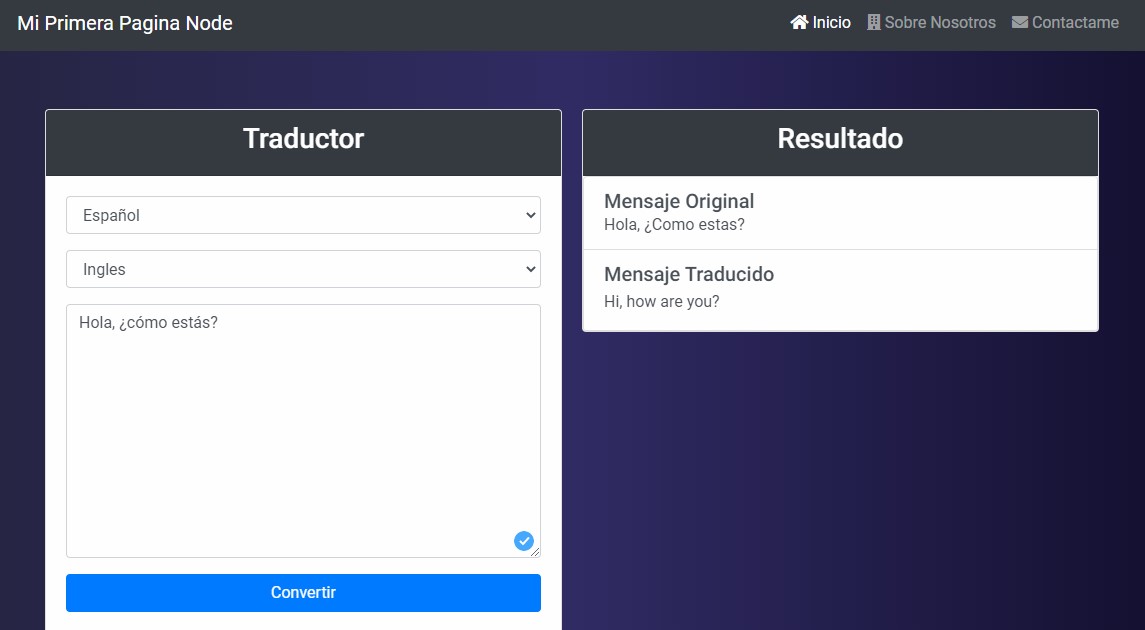 Mi Primera Pagina Node
Inicio
Sobre Nosotros
Contactame
Traductor
Español
Ingles
Hola, ¿cómo estás?
Convertir
Resultado
Mensaje Original
Hola, ¿Como estas?
Mensaje Traducido
Hi, how are you?